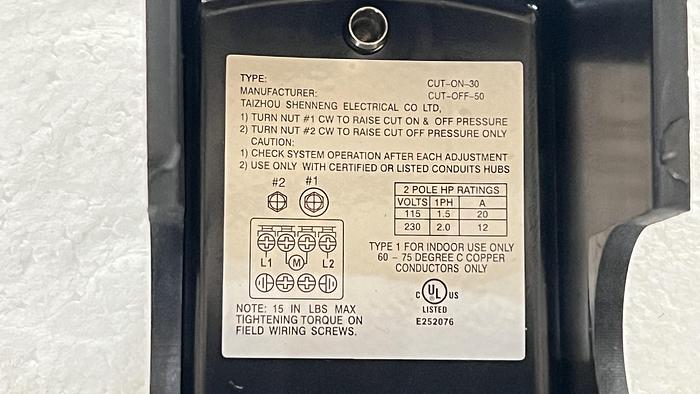 TYPE:
CUT-ON-30
MANUFACTURER:
CUT-OFF-50
TAIZHOU SHENNENG ELECTRICAL CO LTD,
1) TURN NUT #1 CW TO RAISE CUT ON & OFF PRESSURE
2) TURN NUT #2 CW TO RAISE CUT OFF PRESSURE ONLY
CAUTION:
1) CHECK SYSTEM OPERATION AFTER EACH ADJUSTMENT
2) USE ONLY WITH CERTIFIED OR LISTED CONDUITS HUBS
#2 #1
L1 M L2
NOTE: 15 IN LBS MAX
TIGHTENING TORQUE ON
FIELD WIRING SCREWS.
2 POLE HP RATINGS
VOLTS 1PH A
115 1.5 20
230 2.0 12
TYPE 1 FOR INDOOR USE ONLY
60 - 75 DEGREE C COPPER
CONDUCTORS ONLY
C UL US
LISTED
E252076